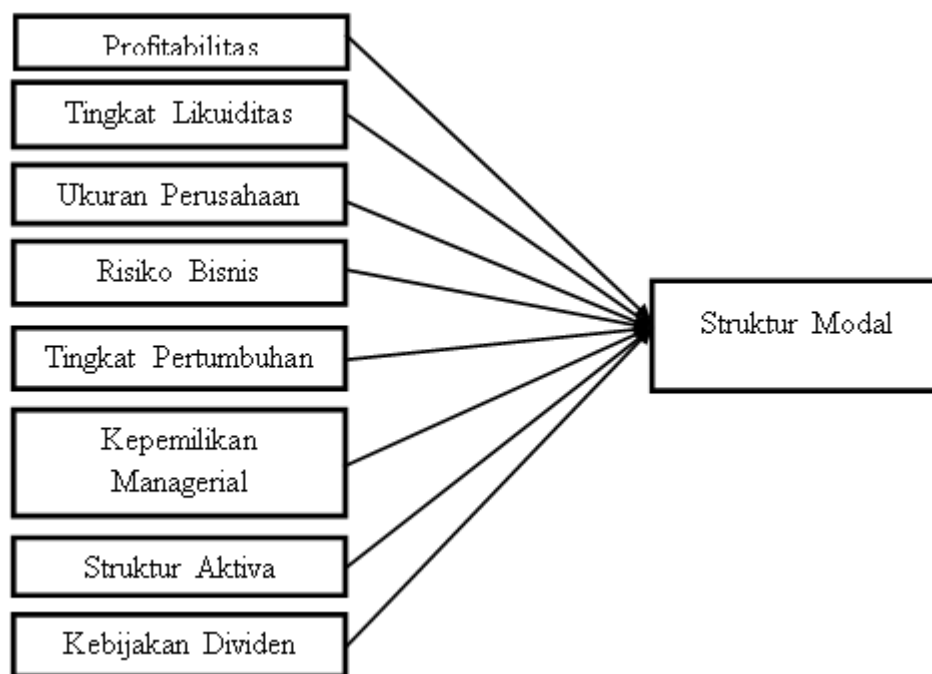 Profitabilitas
Tingkat Likuiditas
Ukuran Perusahaan
Risiko Bisnis
Tingkat Pertumbuhan
Kepemilikan
Managerial
Struktur Aktiva
Kebijakan Dividen
Struktur Modal